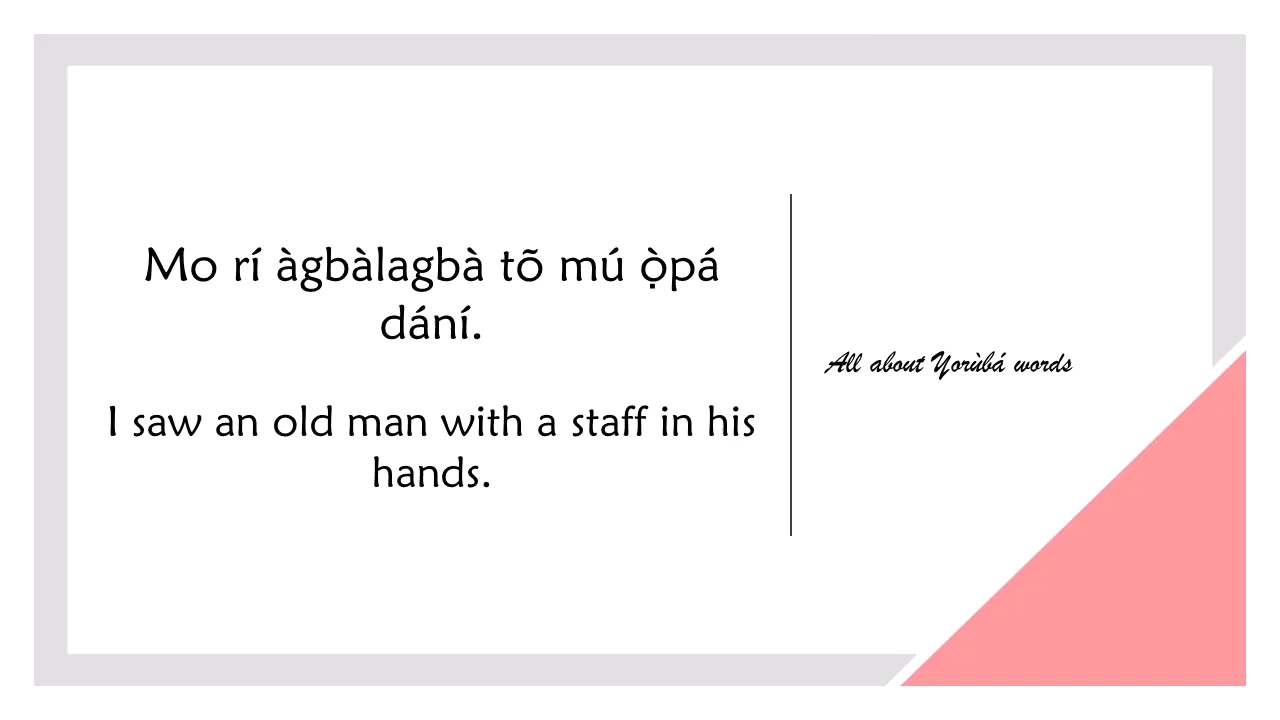 Mo rí àgbàlagbà tõ mú ọ̀pá
dání.
I saw an old man with a staff in his
hands.
All about Yorùbá words